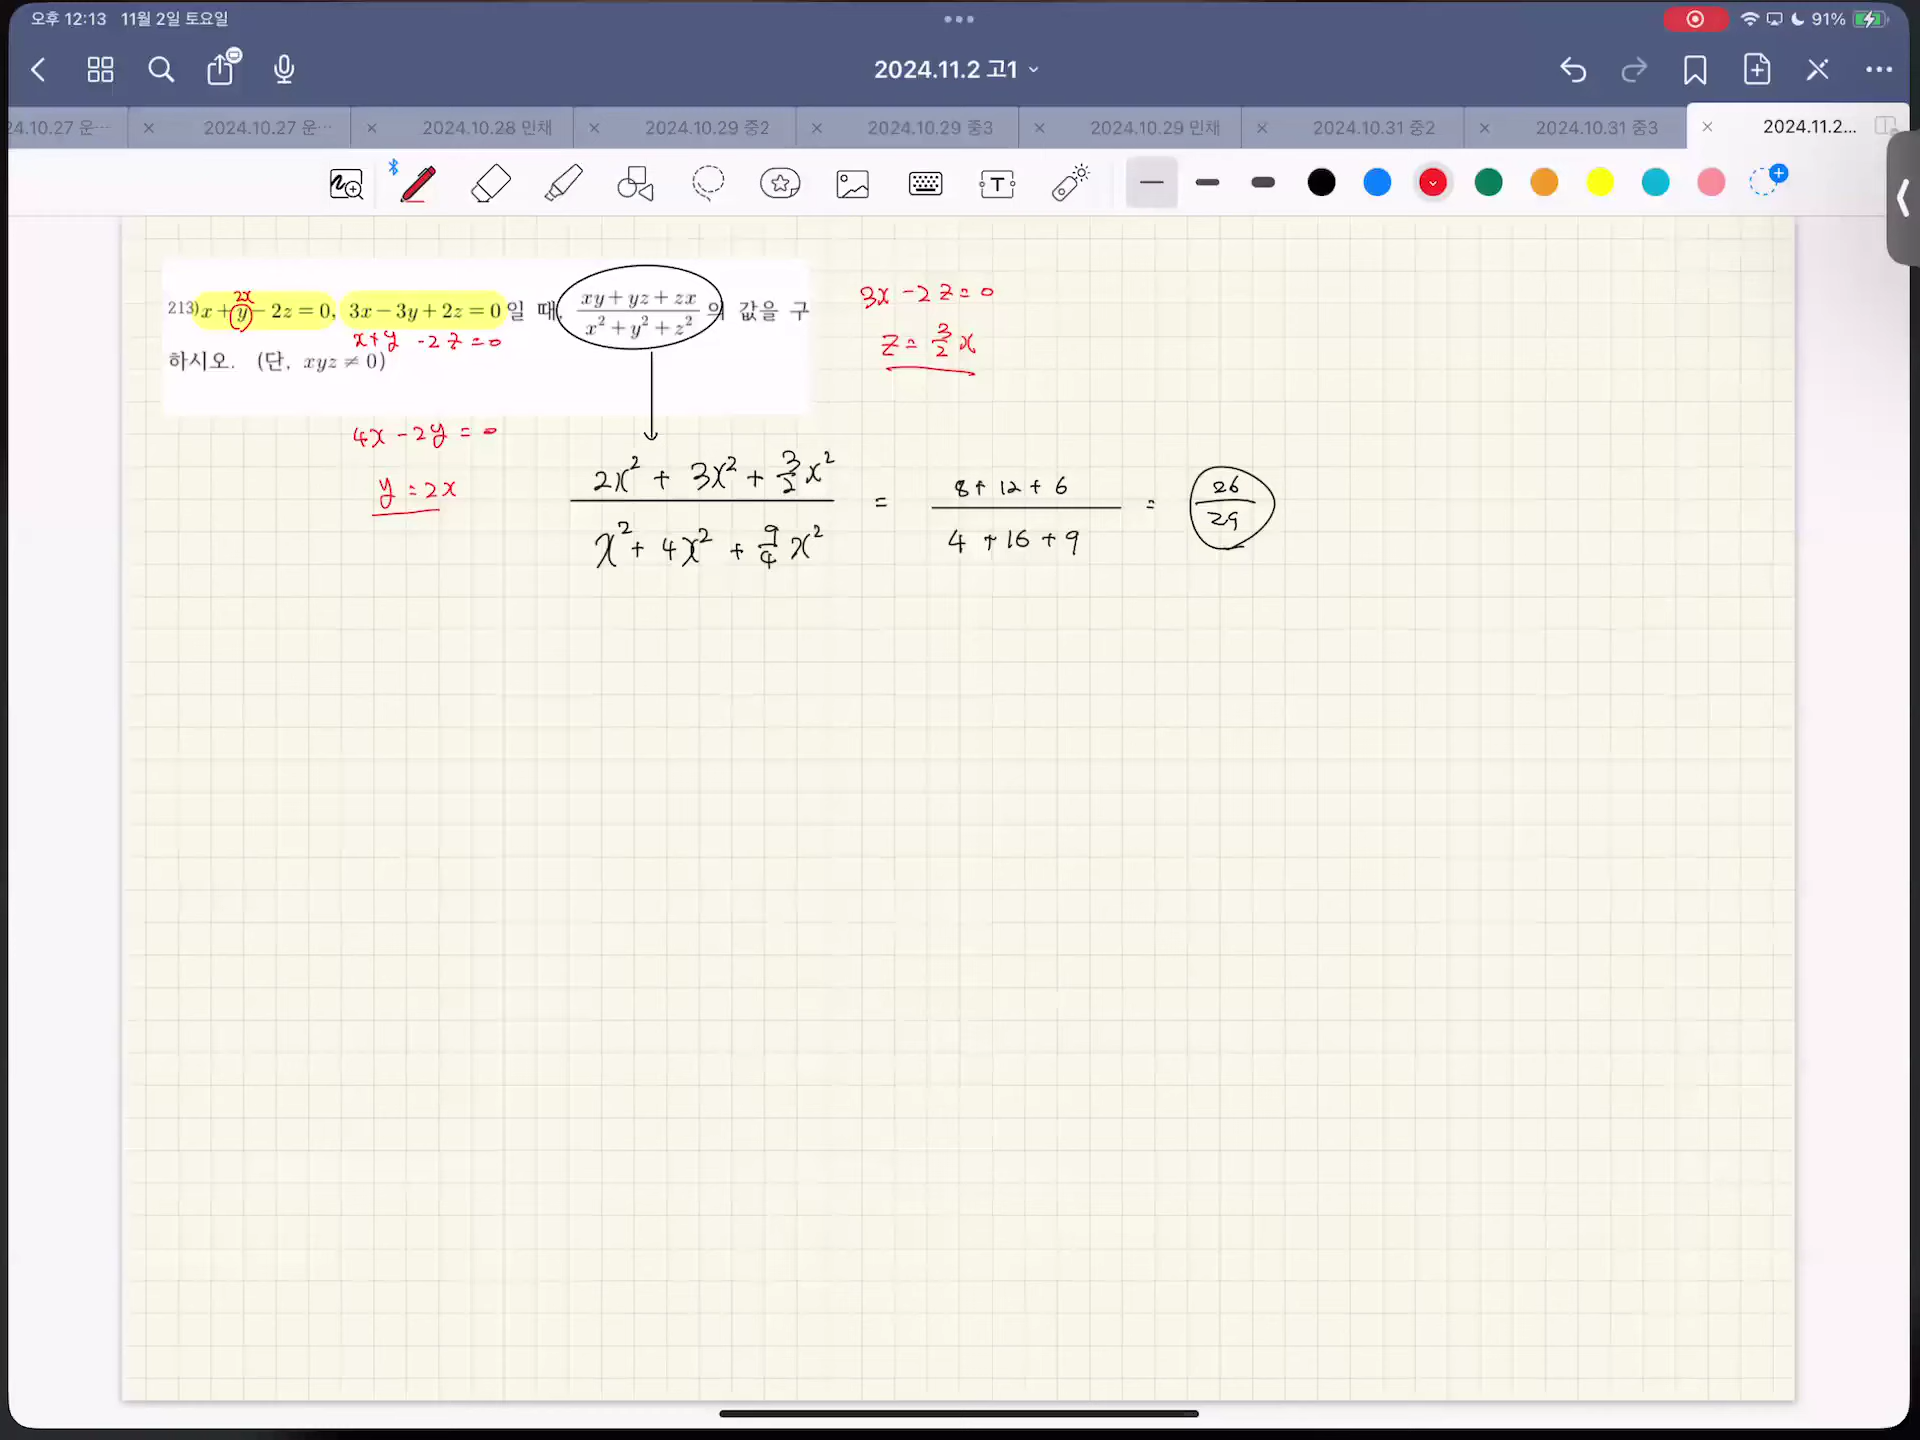 오후 12:13 11월 2일 토요일
91%
2024.11.2 고1
24.10.27 운… 2024.10.27 운… 2024.10.28 민채 2024.10.29 중2 2024.10.29 중3 2024.10.29 민채 2024.10.31 중2 2024.10.31 중3 2024.11.2...
2x
213) x + y − 2z = 0, 3x − 3y + 2z = 0 일 때, (xy + yz + zx)/(x² + y² + z²) 의 값을 구
x+y −2z = 0
하시오. (단, xyz ≠ 0)
3x − 2z = 0
z = 3/2 x
4x − 2y = 0
y = 2x
(2x² + 3x² + 3/2 x²)/(x² + 4x² + 9/4 x²) = (8 + 12 + 6)/(4 + 16 + 9) = 26/29